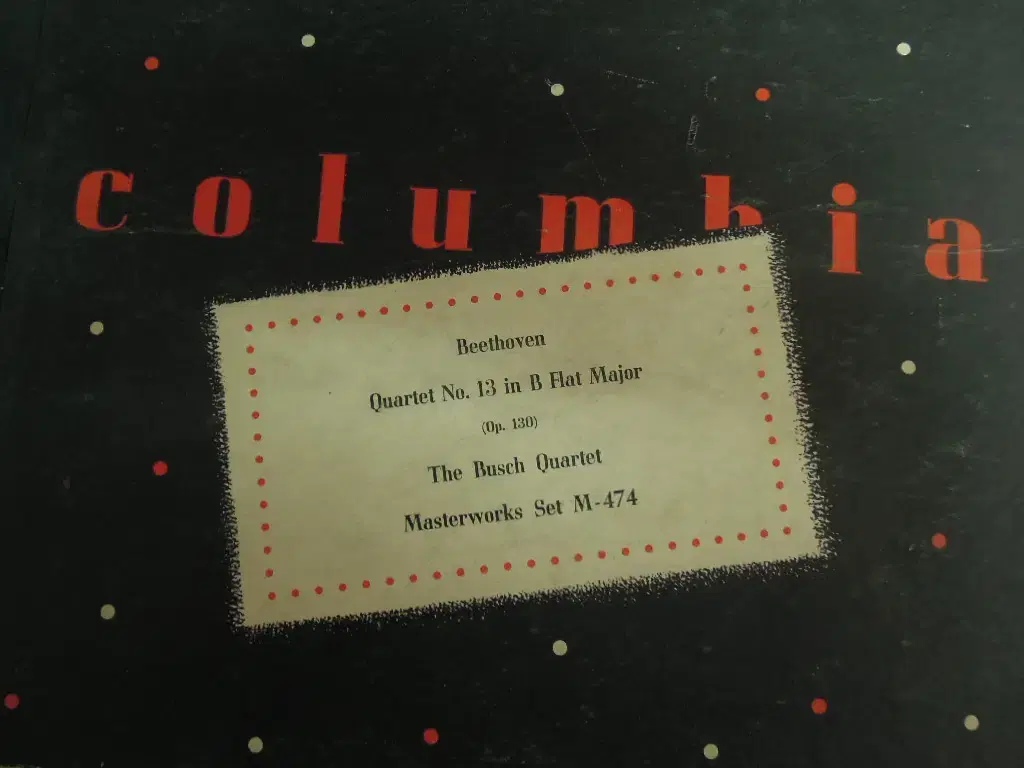 columbia
Beethoven
Quartet No. 13 in B Flat Major
(Op. 130)
The Busch Quartet
Masterworks Set M-474